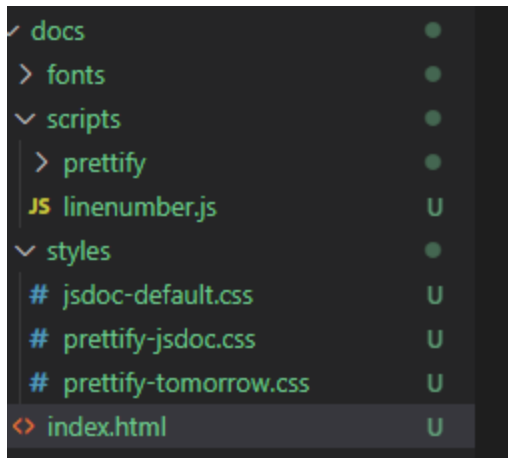 docs
fonts
scripts
prettify
JS linenumber.js U
styles
# jsdoc-default.css U
# prettify-jsdoc.css U
# prettify-tomorrow.css U
<> index.html U